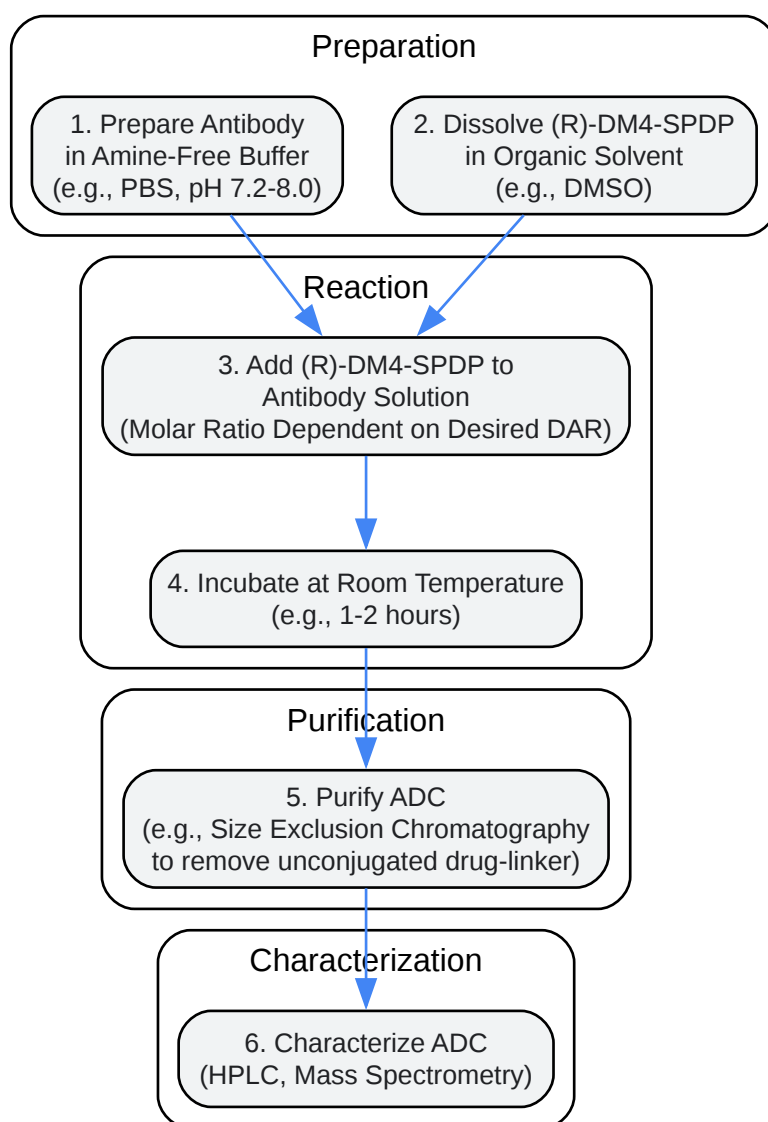 Preparation
1. Prepare Antibody
in Amine-Free Buffer
(e.g., PBS, pH 7.2-8.0)
2. Dissolve (R)-DM4-SPDP
in Organic Solvent
(e.g., DMSO)
Reaction
3. Add (R)-DM4-SPDP to
Antibody Solution
(Molar Ratio Dependent on Desired DAR)
4. Incubate at Room Temperature
(e.g., 1-2 hours)
Purification
5. Purify ADC
(e.g., Size Exclusion Chromatography
to remove unconjugated drug-linker)
Characterization
6. Characterize ADC
(HPLC, Mass Spectrometry)